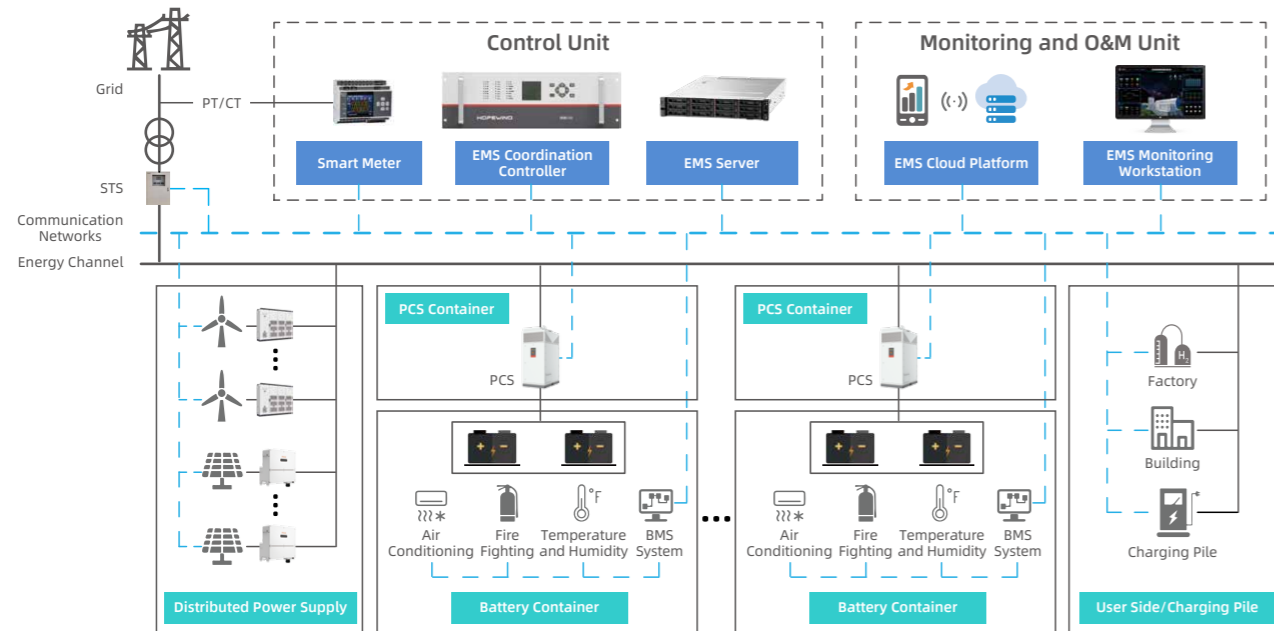 Control Unit
Monitoring and O&M Unit
Grid
PT/CT
HOPEWIND
Smart Meter
EMS Coordination
Controller
EMS Server
EMS Cloud Platform
EMS Monitoring
Workstation
STS
Communication
Networks
Energy Channel
PCS Container
PCS
PCS Container
PCS
H₂
Factory
Building
Charging Pile
+ -
+ -
+ -
+ -
°F
°F
Air
Conditioning
Fire
Fighting
Temperature
and Humidity
BMS
System
Air
Conditioning
Fire
Fighting
Temperature
and Humidity
BMS
System
Distributed Power Supply
Battery Container
Battery Container
User Side/Charging Pile